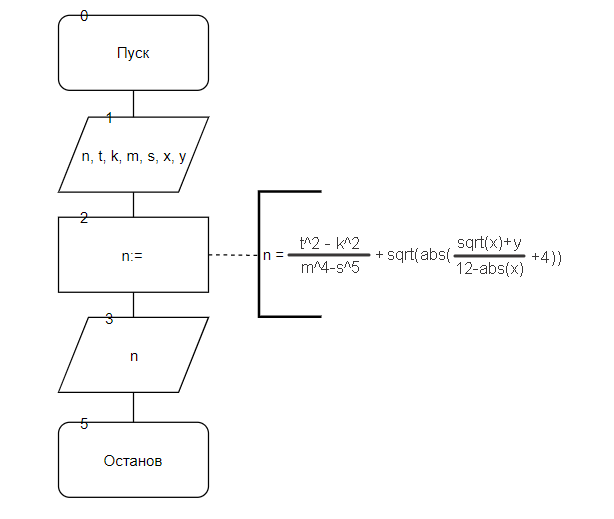 0
Пуск
1
n, t, k, m, s, x, y
2
n:=
n = t^2 - k^2 + sqrt(abs( sqrt(x)+y +4))
m^4-s^5 12-abs(x)
3
n
5
Останов